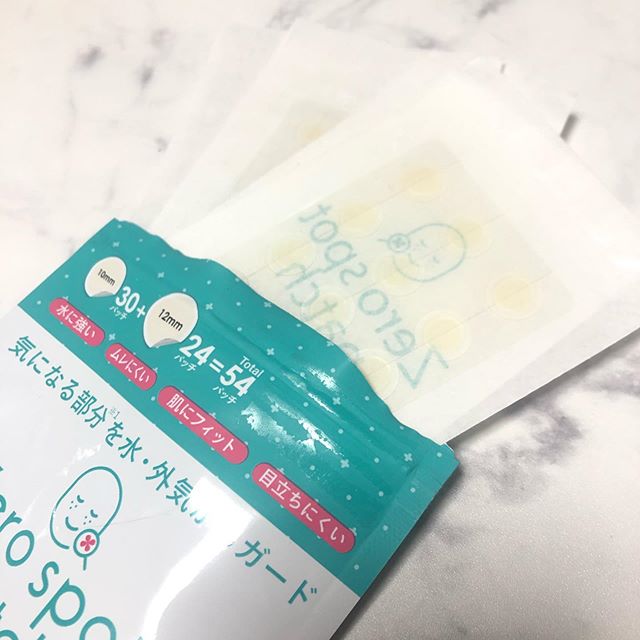 10mm
30+
パッチ
12mm
24=
パッチ
Total
54
パッチ
水に強い
ムレにくい
肌にフィット
目立ちにくい
気になる部分を水・外気からガード
ero spot
Zero spot
patch